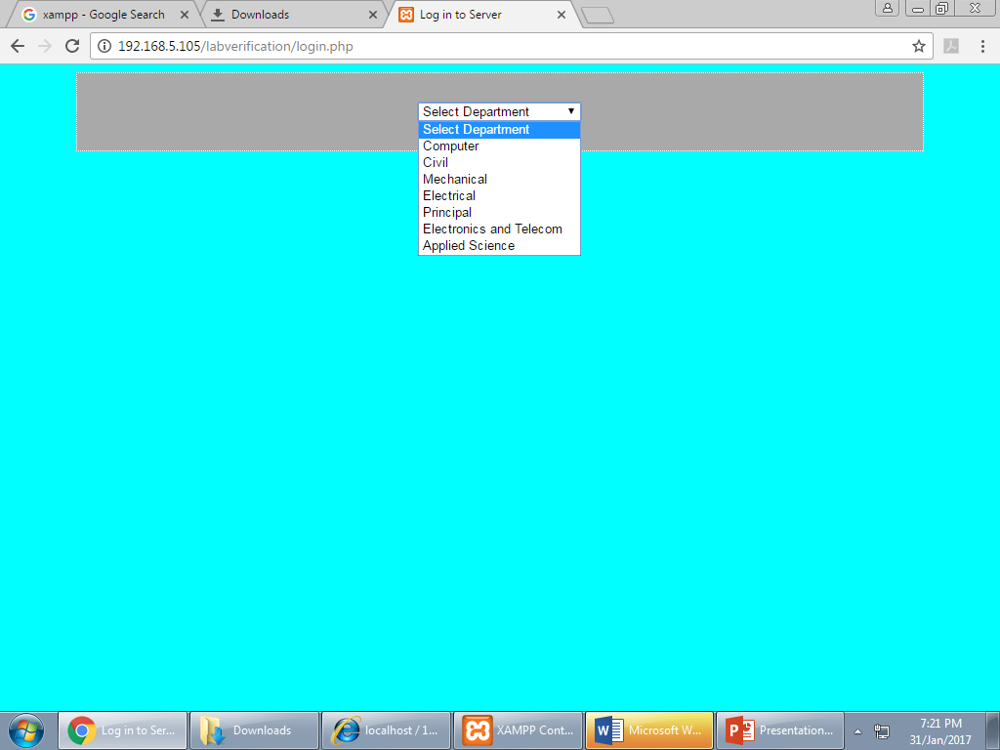 xampp - Google Search
Downloads
Log in to Server
192.168.5.105/labverification/login.php
Select Department
Select Department
Computer
Civil
Mechanical
Electrical
Principal
Electronics and Telecom
Applied Science
Log in to Ser...
Downloads
localhost / 1...
XAMPP Cont...
Microsoft W...
Presentation...
7:21 PM
31/Jan/2017